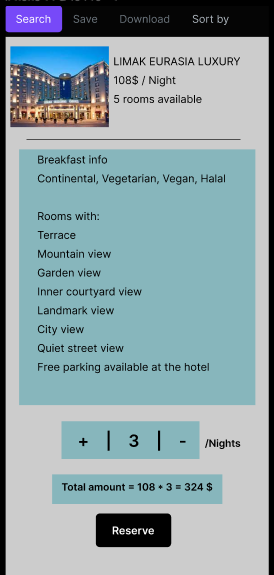 Search Save Download Sort by
LIMAK EURASIA LUXURY
108$ / Night
5 rooms available
Breakfast info
Continental, Vegetarian, Vegan, Halal
Rooms with:
Terrace
Mountain view
Garden view
Inner courtyard view
Landmark view
City view
Quiet street view
Free parking available at the hotel
+ | 3 | - /Nights
Total amount = 108 * 3 = 324 $
Reserve